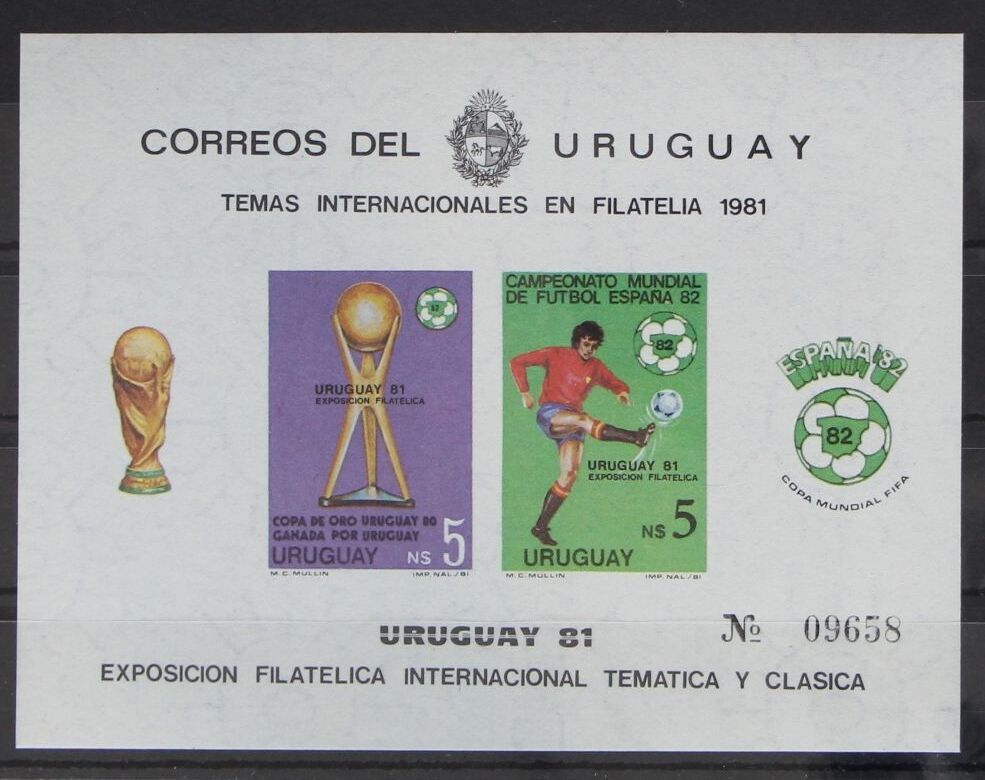 CORREOS DEL URUGUAY
TEMAS INTERNACIONALES EN FILATELIA 1981
82
URUGUAY 81
EXPOSICION FILATELICA
COPA DE ORO URUGUAY 80
GANADA POR URUGUAY
URUGUAY N$ 5
M.C. MULLIN IMP. NAL./81
CAMPEONATO MUNDIAL
DE FUTBOL ESPAÑA 82
82
URUGUAY 81
EXPOSICION FILATELICA
N$ 5
URUGUAY
M.C. MULLIN IMP. NAL./81
ESPAÑA '82
82
COPA MUNDIAL FIFA
URUGUAY 81
Nº 09658
EXPOSICION FILATELICA INTERNACIONAL TEMATICA Y CLASICA